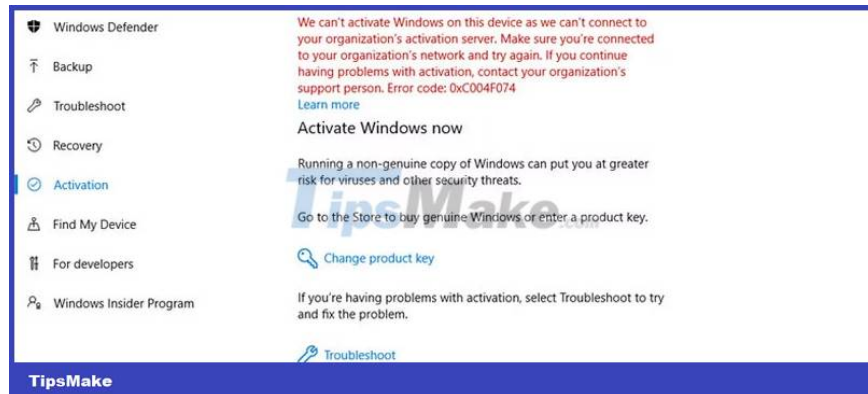 Windows Defender
Backup
Troubleshoot
Recovery
Activation
Find My Device
For developers
Windows Insider Program
We can't activate Windows on this device as we can't connect to
your organization's activation server. Make sure you're connected
to your organization's network and try again. If you continue
having problems with activation, contact your organization's
support person. Error code: 0xC004F074
Learn more
Activate Windows now
Running a non-genuine copy of Windows can put you at greater
risk for viruses and other security threats.
TipsMake.com
Go to the Store to buy genuine Windows or enter a product key.
Change product key
If you're having problems with activation, select Troubleshoot to try
and fix the problem.
Troubleshoot
TipsMake